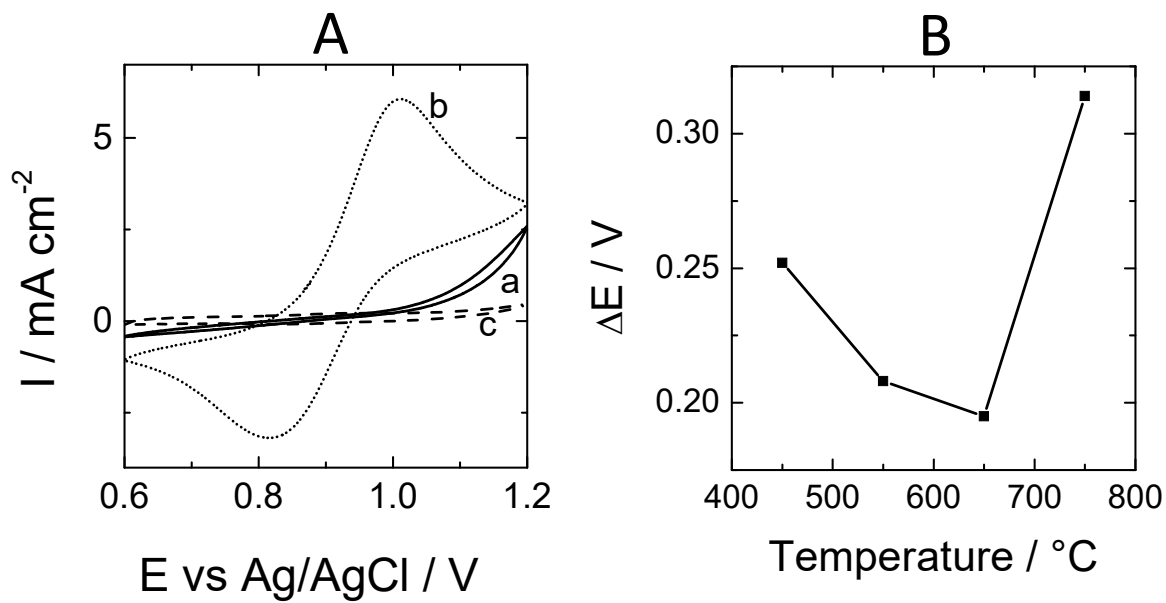 A
I / mA cm-2
5
0
b
a
c
0.6 0.8 1.0 1.2
E vs Ag/AgCl / V
B
ΔE / V
0.30
0.25
0.20
400 500 600 700 800
Temperature / °C